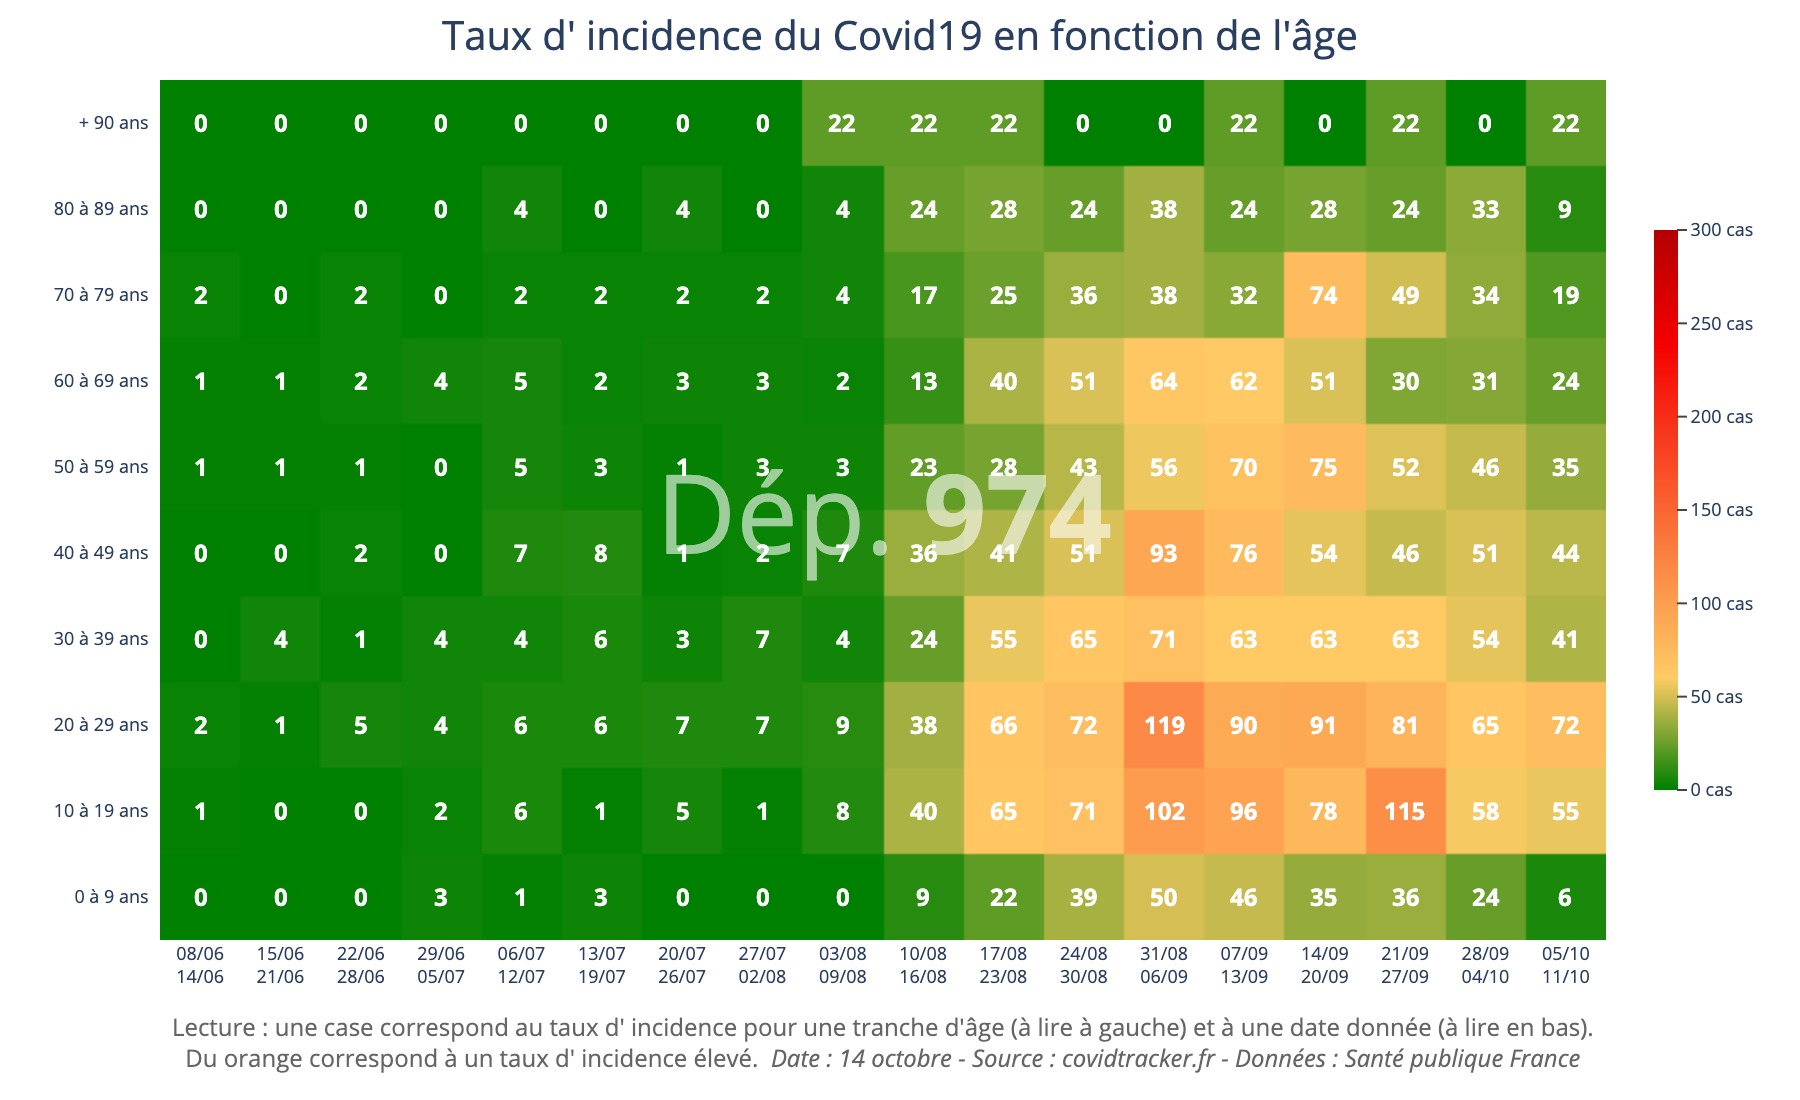 Taux d' incidence du Covid19 en fonction de l'âge
+ 90 ans 0 0 0 0 0 0 0 0 22 22 22 0 0 22 0 22 0 22
80 à 89 ans 0 0 0 0 4 0 4 0 4 24 28 24 38 24 28 24 33 9
70 à 79 ans 2 0 2 0 2 2 2 2 4 17 25 36 38 32 74 49 34 19
60 à 69 ans 1 1 2 4 5 2 3 3 2 13 40 51 64 62 51 30 31 24
50 à 59 ans 1 1 1 0 5 3 1 3 3 23 28 43 56 70 75 52 46 35
Dép. 974
40 à 49 ans 0 0 2 0 7 8 1 2 7 36 41 51 93 76 54 46 51 44
30 à 39 ans 0 4 1 4 4 6 3 7 4 24 55 65 71 63 63 63 54 41
20 à 29 ans 2 1 5 4 6 6 7 7 9 38 66 72 119 90 91 81 65 72
10 à 19 ans 1 0 0 2 6 1 5 1 8 40 65 71 102 96 78 115 58 55
0 à 9 ans 0 0 0 3 1 3 0 0 0 9 22 39 50 46 35 36 24 6
08/06 15/06 22/06 29/06 06/07 13/07 20/07 27/07 03/08 10/08 17/08 24/08 31/08 07/09 14/09 21/09 28/09 05/10
14/06 21/06 28/06 05/07 12/07 19/07 26/07 02/08 09/08 16/08 23/08 30/08 06/09 13/09 20/09 27/09 04/10 11/10
300 cas
250 cas
200 cas
150 cas
100 cas
50 cas
0 cas
Lecture : une case correspond au taux d' incidence pour une tranche d'âge (à lire à gauche) et à une date donnée (à lire en bas).
Du orange correspond à un taux d' incidence élevé. Date : 14 octobre - Source : covidtracker.fr - Données : Santé publique France